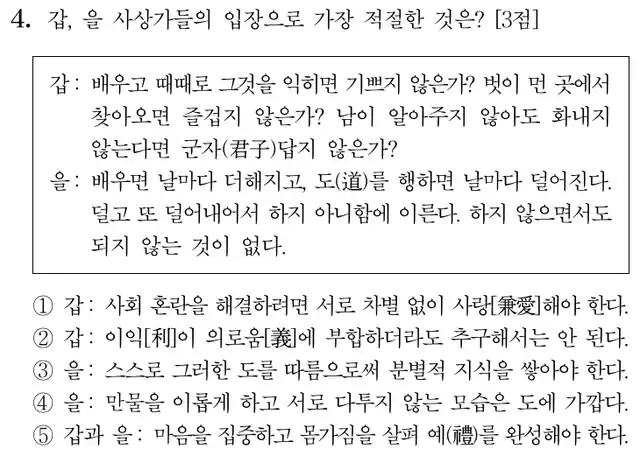 4. 갑, 을 사상가들의 입장으로 가장 적절한 것은? [3점]
갑 : 배우고 때때로 그것을 익히면 기쁘지 않은가? 벗이 먼 곳에서
찾아오면 즐겁지 않은가? 남이 알아주지 않아도 화내지
않는다면 군자(君子)답지 않은가?
을 : 배우면 날마다 더해지고, 도(道)를 행하면 날마다 덜어진다.
덜고 또 덜어내어서 하지 아니함에 이른다. 하지 않으면서도
되지 않는 것이 없다.
① 갑 : 사회 혼란을 해결하려면 서로 차별 없이 사랑[兼愛]해야 한다.
② 갑 : 이익[利]이 의로움[義]에 부합하더라도 추구해서는 안 된다.
③ 을 : 스스로 그러한 도를 따름으로써 분별적 지식을 쌓아야 한다.
④ 을 : 만물을 이롭게 하고 서로 다투지 않는 모습은 도에 가깝다.
⑤ 갑과 을 : 마음을 집중하고 몸가짐을 살펴 예(禮)를 완성해야 한다.